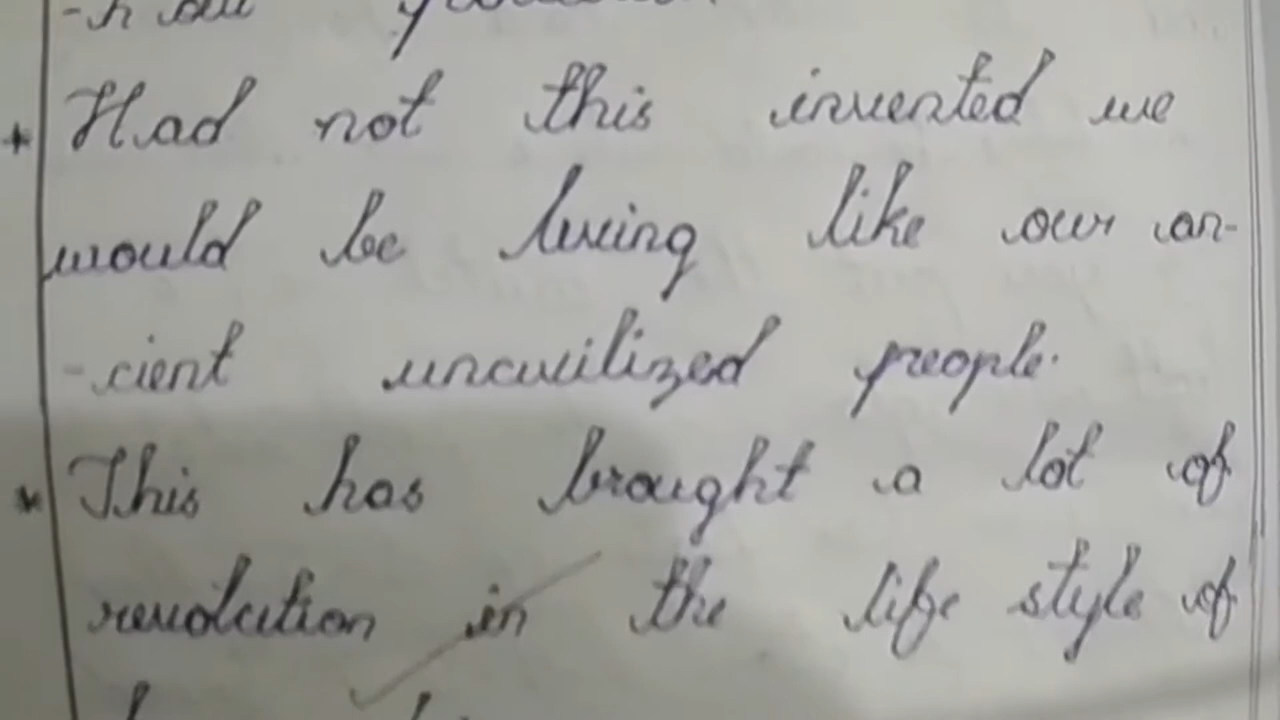 Had not this invented we
would be living like our an-
-cient uncivilized people.
This has brought a lot of
revolution in the life style of